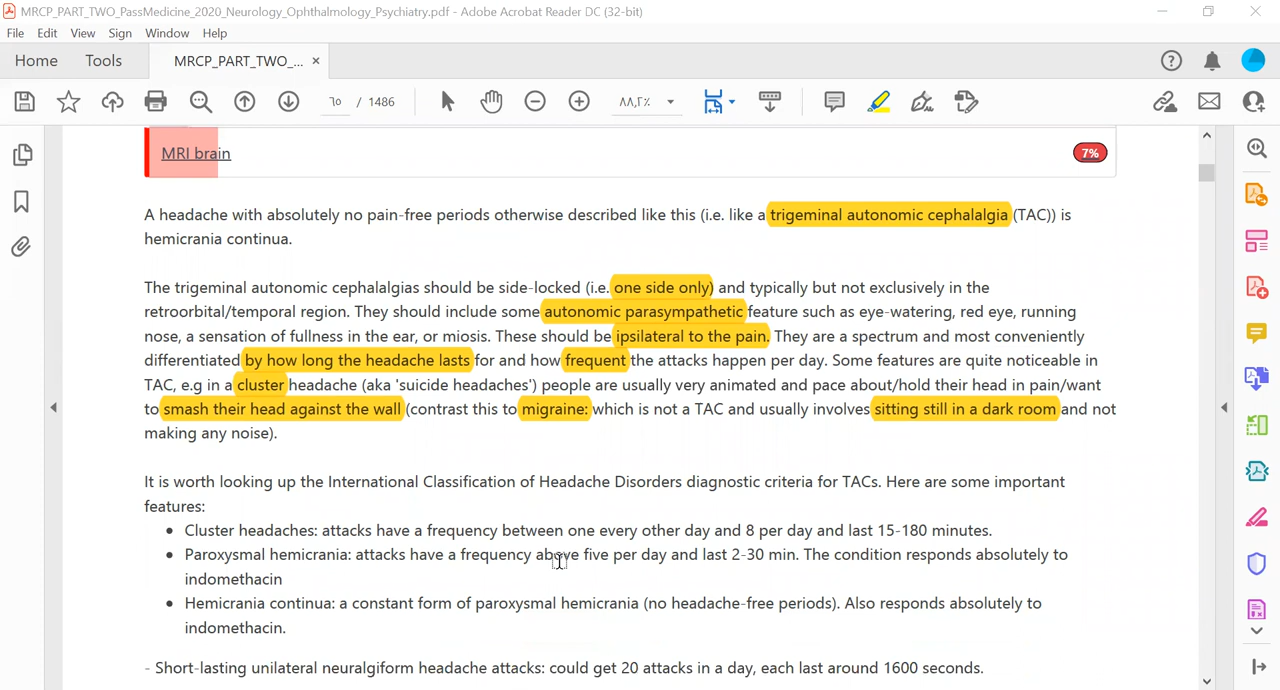 MRCP_PART_TWO_PassMedicine_2020_Neurology_Ophthalmology_Psychiatry.pdf - Adobe Acrobat Reader DC (32-bit)
File Edit View Sign Window Help
Home Tools MRCP_PART_TWO_... ×
٦٥ / 1486 ٨٨,٣٪
MRI brain 7%
A headache with absolutely no pain-free periods otherwise described like this (i.e. like a trigeminal autonomic cephalalgia (TAC)) is
hemicrania continua.
The trigeminal autonomic cephalalgias should be side-locked (i.e. one side only) and typically but not exclusively in the
retroorbital/temporal region. They should include some autonomic parasympathetic feature such as eye-watering, red eye, running
nose, a sensation of fullness in the ear, or miosis. These should be ipsilateral to the pain. They are a spectrum and most conveniently
differentiated by how long the headache lasts for and how frequent the attacks happen per day. Some features are quite noticeable in
TAC, e.g in a cluster headache (aka 'suicide headaches') people are usually very animated and pace about/hold their head in pain/want
to smash their head against the wall (contrast this to migraine: which is not a TAC and usually involves sitting still in a dark room and not
making any noise).
It is worth looking up the International Classification of Headache Disorders diagnostic criteria for TACs. Here are some important
features:
• Cluster headaches: attacks have a frequency between one every other day and 8 per day and last 15-180 minutes.
• Paroxysmal hemicrania: attacks have a frequency above five per day and last 2-30 min. The condition responds absolutely to
indomethacin
• Hemicrania continua: a constant form of paroxysmal hemicrania (no headache-free periods). Also responds absolutely to
indomethacin.
- Short-lasting unilateral neuralgiform headache attacks: could get 20 attacks in a day, each last around 1600 seconds.